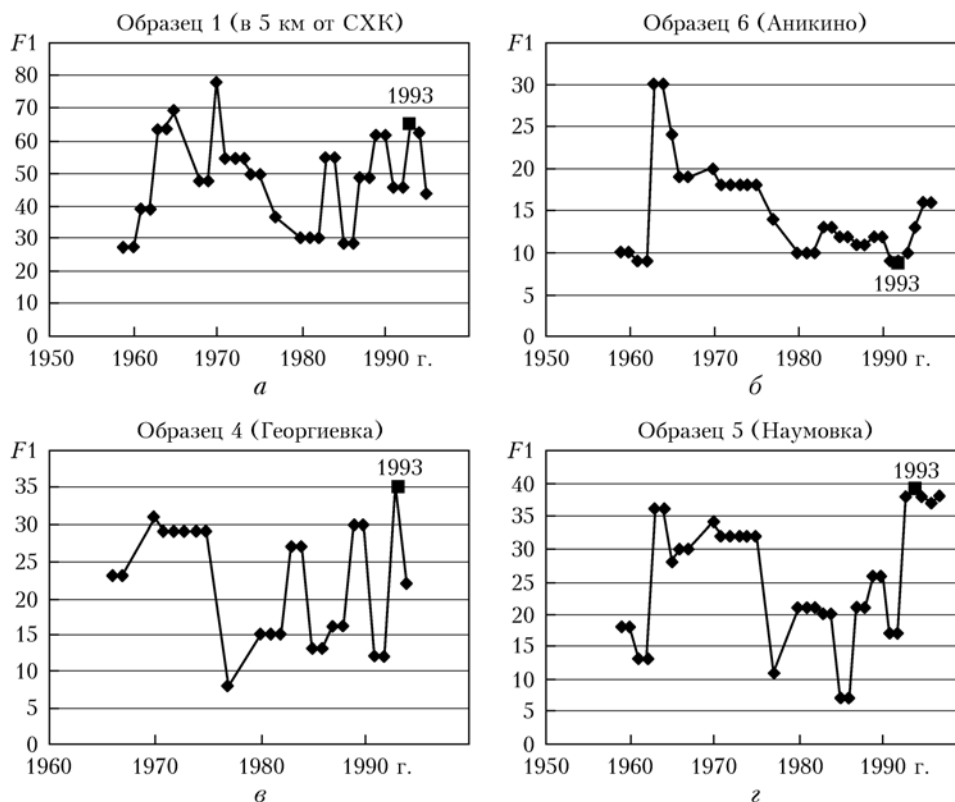 Образец 1 (в 5 км от СХК)
F1
80
70
60
50
40
30
20
10
0
1993
1950 1960 1970 1980 1990 г.
а
Образец 6 (Аникино)
F1
30
25
20
15
10
5
0
1993
1950 1960 1970 1980 1990 г.
б
Образец 4 (Георгиевка)
F1
35
30
25
20
15
10
5
0
1993
1960 1970 1980 1990 г.
в
Образец 5 (Наумовка)
F1
40
35
30
25
20
15
10
5
0
1993
1950 1960 1970 1980 1990 г.
г